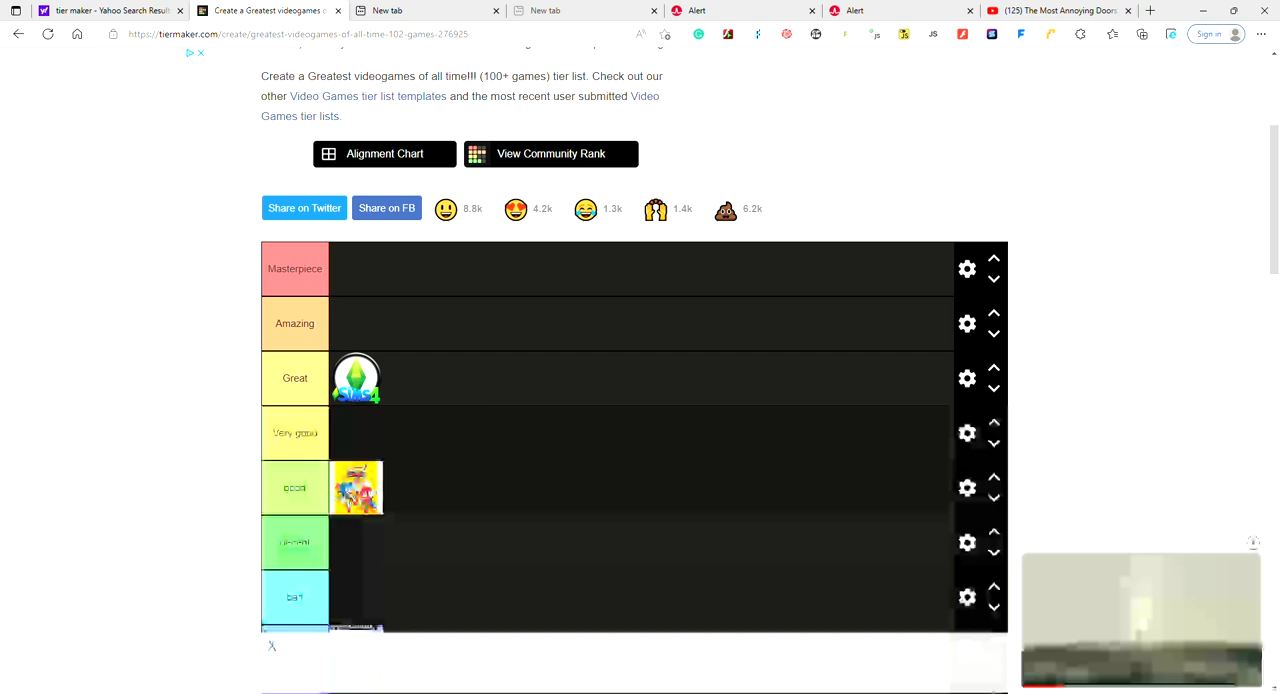 tier maker - Yahoo Search Result
Create a Greatest videogames o
New tab
New tab
Alert
Alert
(125) The Most Annoying Doors
https://tiermaker.com/create/greatest-videogames-of-all-time-102-games-276925
Sign in
Create a Greatest videogames of all time!!! (100+ games) tier list. Check out our
other Video Games tier list templates and the most recent user submitted Video
Games tier lists.
Alignment Chart
View Community Rank
Share on Twitter
Share on FB
8.8k
4.2k
1.3k
1.4k
6.2k
Masterpiece
Amazing
Great
SIMS 4
Very good
good
X